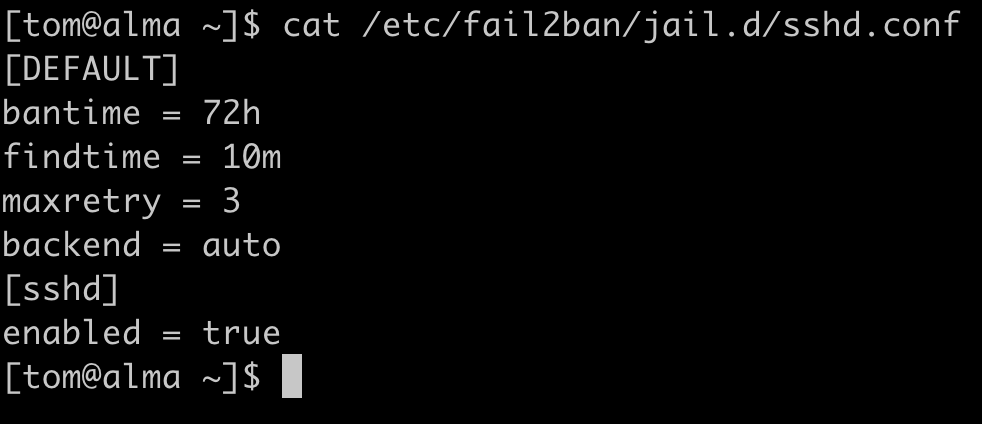 [tom@alma ~]$ cat /etc/fail2ban/jail.d/sshd.conf
[DEFAULT]
bantime = 72h
findtime = 10m
maxretry = 3
backend = auto
[sshd]
enabled = true
[tom@alma ~]$